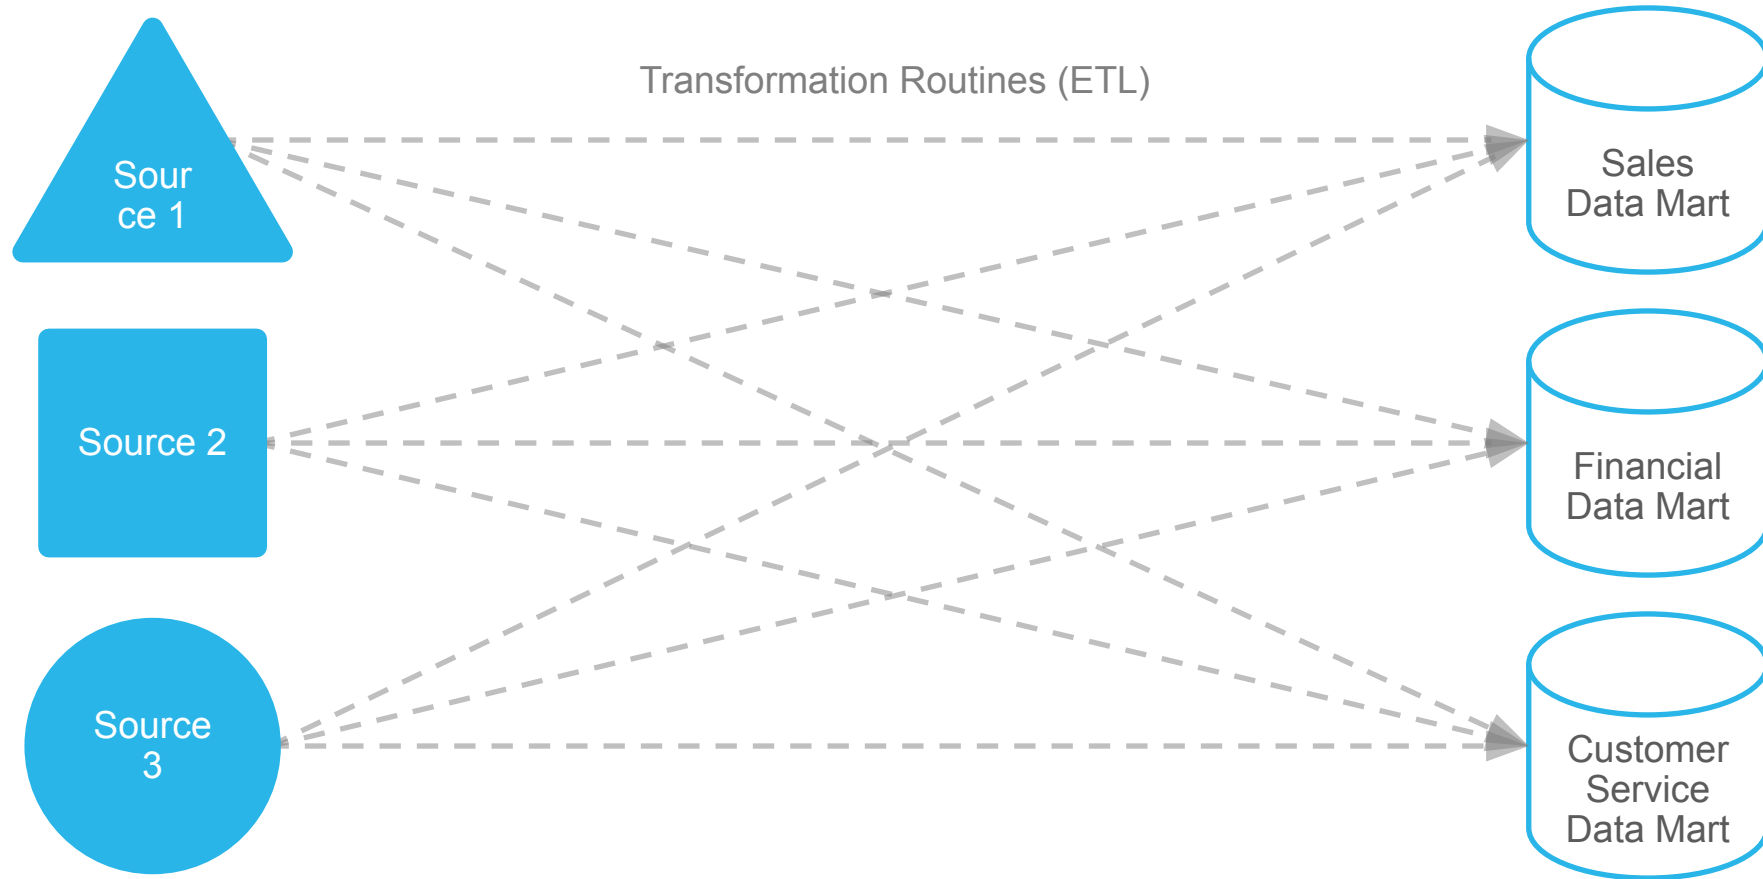 Transformation Routines (ETL)
Sour
ce 1
Sales
Data Mart
Source 2
Financial
Data Mart
Source
3
Customer
Service
Data Mart